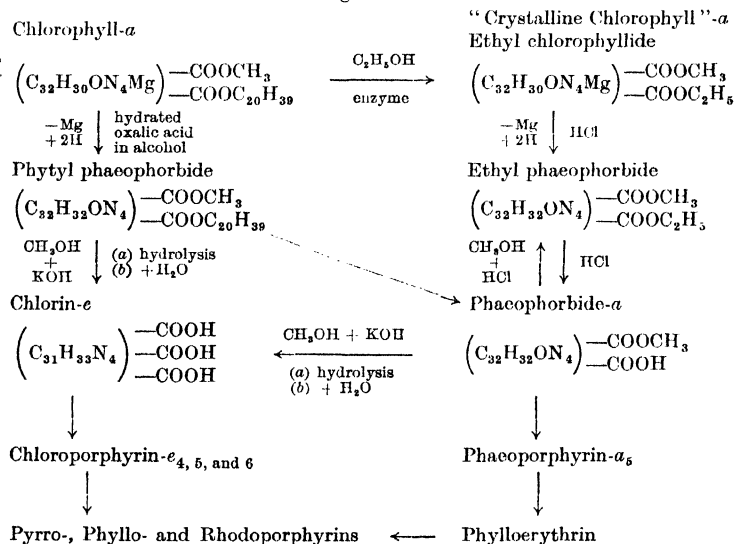 Chlorophyll-a
"Crystalline Chlorophyll"-a
Ethyl chlorophyllide
(C₃₂H₃₀ON₄Mg) —COOCH₃
—COOC₂₀H₃₉
C₂H₅OH
enzyme
(C₃₂H₃₀ON₄Mg) —COOCH₃
—COOC₂H₅
—Mg
+2H
hydrated
oxalic acid
in alcohol
—Mg
+2H
HCl
Phytyl phaeophorbide
Ethyl phaeophorbide
(C₃₂H₃₂ON₄) —COOCH₃
—COOC₂₀H₃₉
(C₃₂H₃₂ON₄) —COOCH₃
—COOC₂H₅
CH₃OH
+
KOH
(a) hydrolysis
(b) +H₂O
CH₃OH
+
HCl
HCl
Chlorin-e
Phaeophorbide-a
(C₃₁H₃₃N₄) —COOH
—COOH
—COOH
CH₃OH + KOH
(a) hydrolysis
(b) + H₂O
(C₃₂H₃₂ON₄) —COOCH₃
—COOH
Chloroporphyrin-e₄, ₅, ₐₙd ₆
Phaeoporphyrin-a₅
Pyrro-, Phyllo- and Rhodoporphyrins
Phylloerythrin